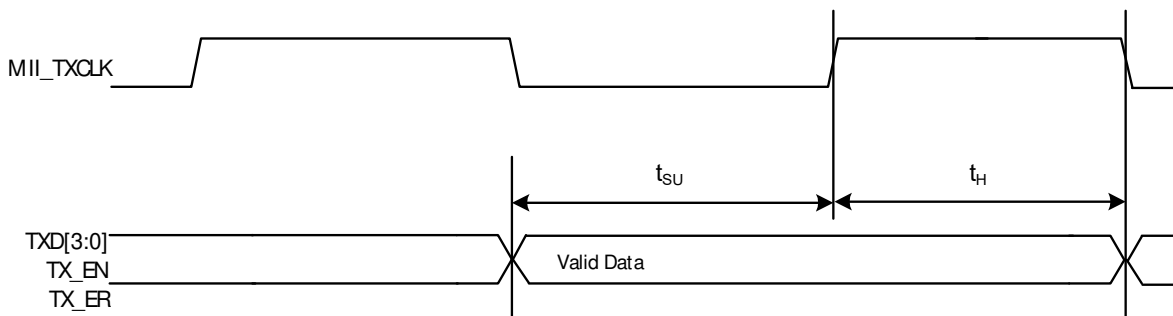 MII_TXCLK
tSU
tH
TXD[3:0]
TX_EN
TX_ER
Valid Data